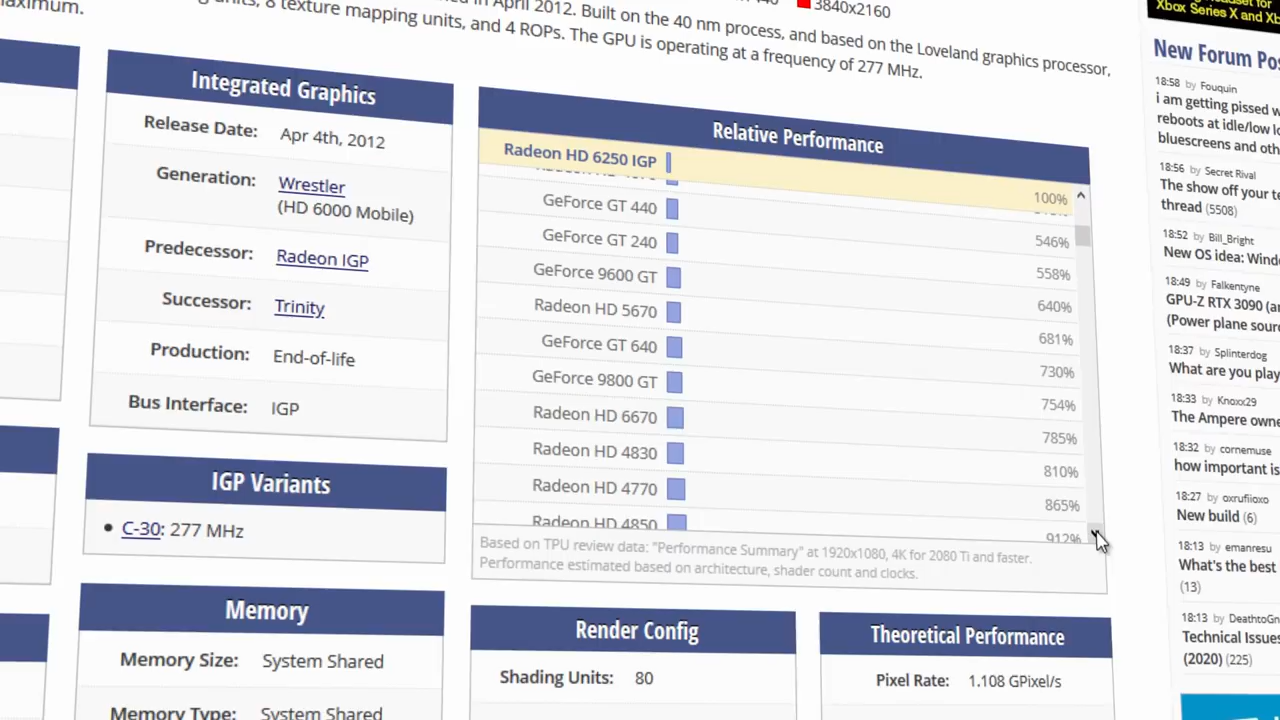 maximum.
units, 8 texture mapping units, and 4 ROPs. The GPU is operating at a frequency of 277 MHz.
in April 2012. Built on the 40 nm process, and based on the Loveland graphics processor,
3840x2160
Integrated Graphics
Release Date: Apr 4th, 2012
Generation: Wrestler
(HD 6000 Mobile)
Predecessor: Radeon IGP
Successor: Trinity
Production: End-of-life
Bus Interface: IGP
IGP Variants
• C-30: 277 MHz
Memory
Memory Size: System Shared
Memory Type: System Shared
Relative Performance
Radeon HD 6250 IGP 100%
GeForce GT 440 546%
GeForce GT 240 558%
GeForce 9600 GT 640%
Radeon HD 5670 681%
GeForce GT 640 730%
GeForce 9800 GT 754%
Radeon HD 6670 785%
Radeon HD 4830 810%
Radeon HD 4770 865%
Radeon HD 4850 912%
Based on TPU review data: "Performance Summary" at 1920x1080, 4K for 2080 Ti and faster.
Performance estimated based on architecture, shader count and clocks.
Render Config
Shading Units: 80
Theoretical Performance
Pixel Rate: 1.108 GPixel/s
for
Xbox Series X and Xb
New Forum Pos
18:58 by Fouquin
i am getting pissed w
reboots at idle/low lo
bluescreens and oth
18:56 by Secret Rival
The show off your te
thread (5508)
18:52 by Bill_Bright
New OS idea: Windo
18:49 by Falkentyne
GPU-Z RTX 3090 (an
(Power plane sourc
18:37 by Splinterdog
What are you play
18:33 by Knoxx29
The Ampere owne
18:32 by cornemuse
how important is
18:27 by oxrufiioxo
New build (6)
18:13 by emanresu
What's the best
(13)
18:13 by DeathtoGn
Technical Issues
(2020) (225)